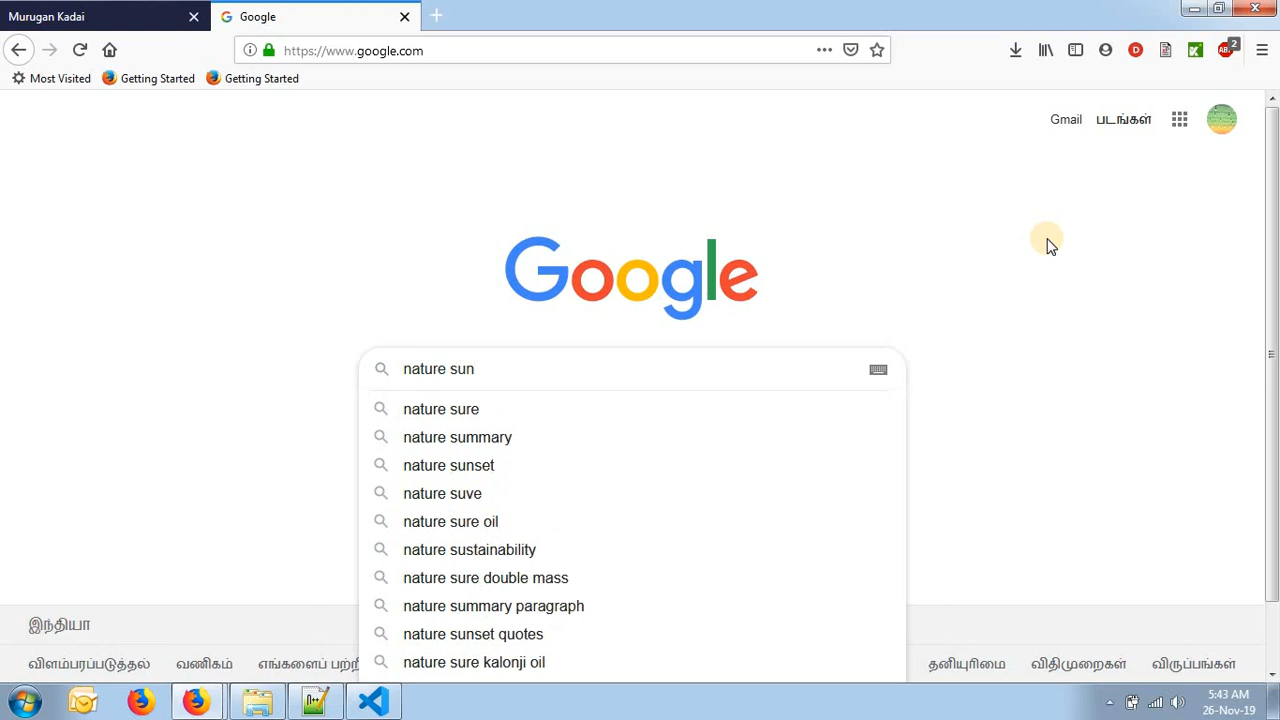 Murugan Kadai
Google
https://www.google.com
2
Most Visited
Getting Started
Getting Started
Gmail
படங்கள்
Google
nature sun
nature sure
nature summary
nature sunset
nature suve
nature sure oil
nature sustainability
nature sure double mass
nature summary paragraph
nature sunset quotes
nature sure kalonji oil
இந்தியா
விளம்பரப்படுத்தல்
வணிகம்
தனியுரிமை
விதிமுறைகள்
விருப்பங்கள்
5:43 AM
26-Nov-19